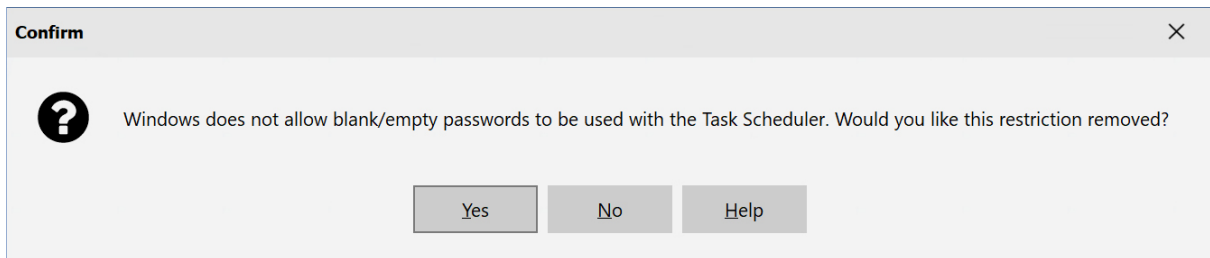 Confirm
Windows does not allow blank/empty passwords to be used with the Task Scheduler. Would you like this restriction removed?
Yes
No
Help